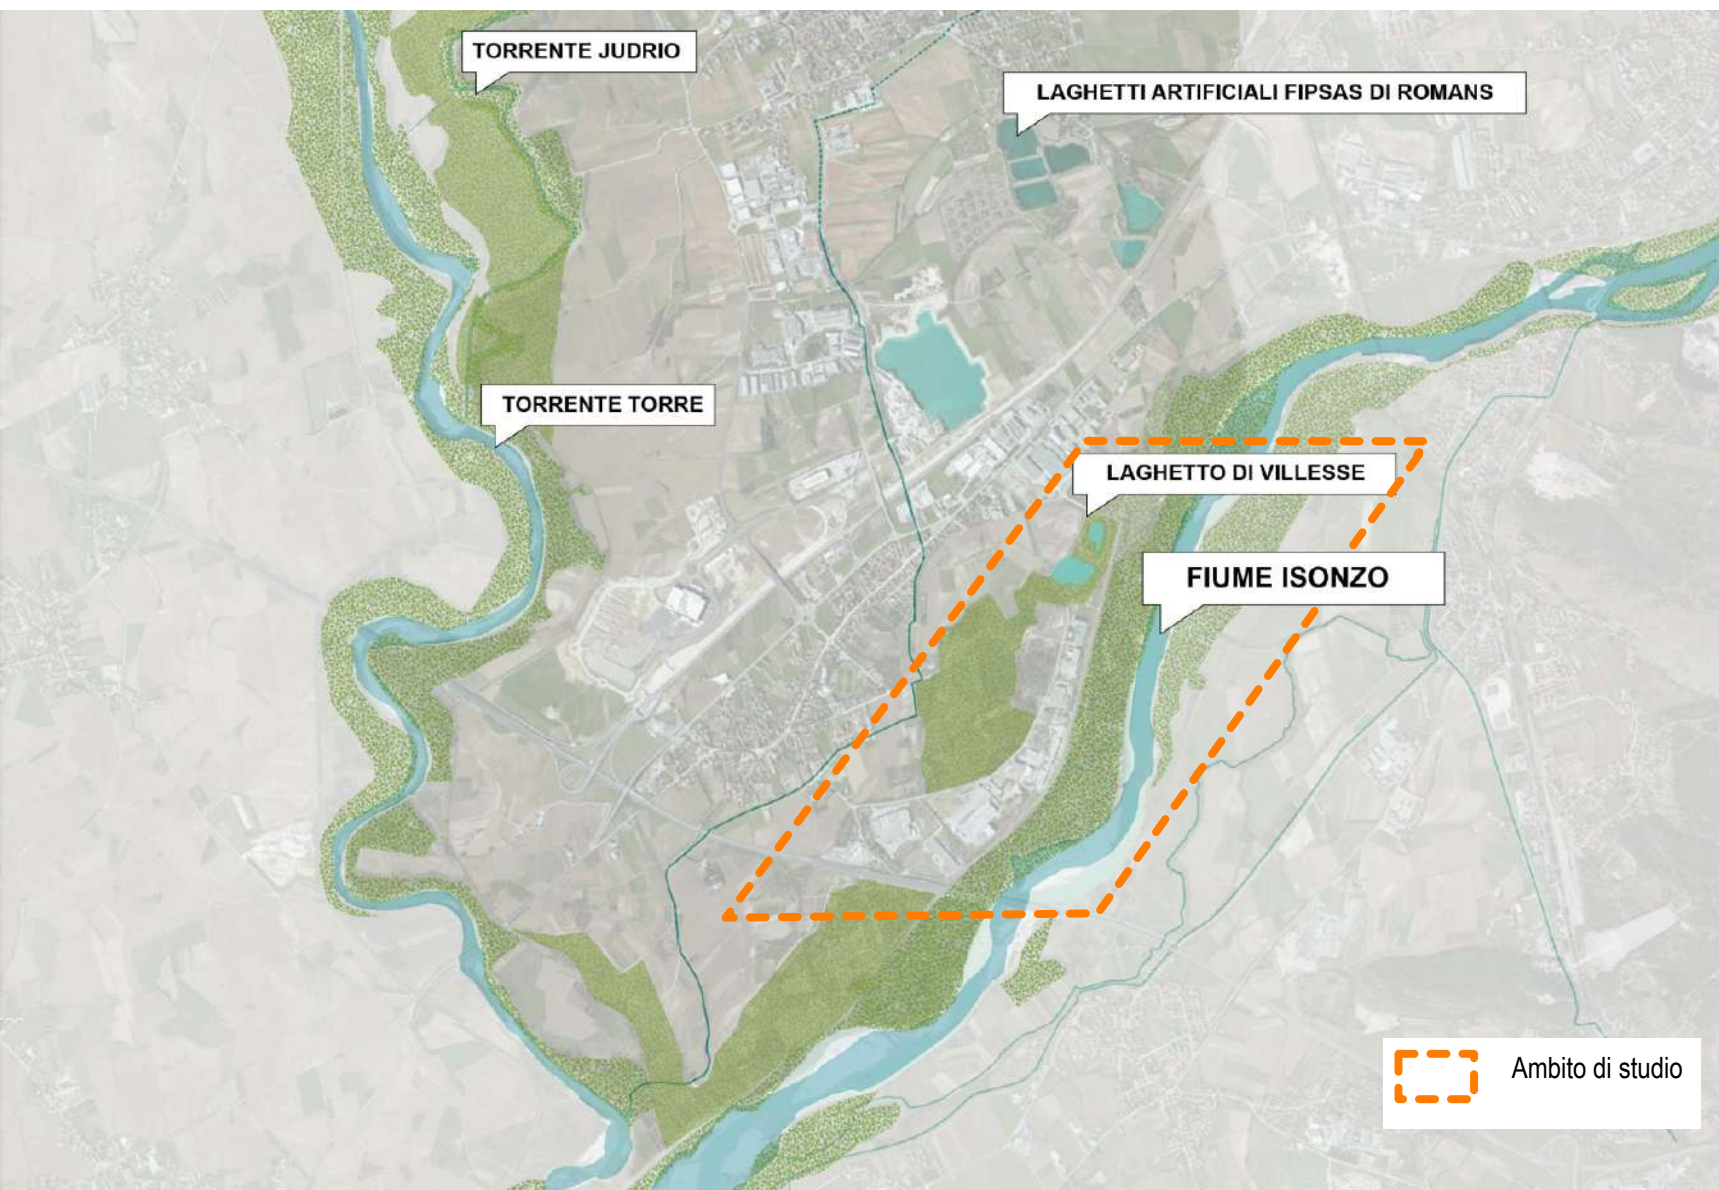 TORRENTE JUDRIO
LAGHETTI ARTIFICIALI FIPSAS DI ROMANS
TORRENTE TORRE
LAGHETTO DI VILLESSE
FIUME ISONZO
Ambito di studio